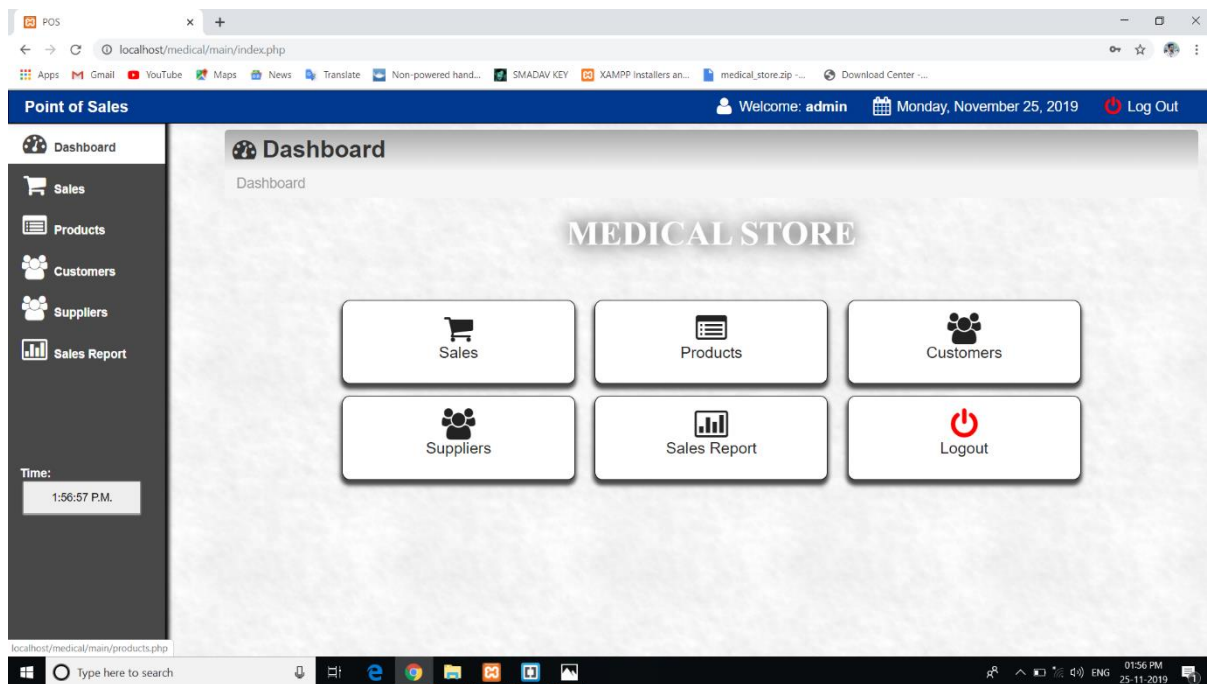 POS
localhost/medical/main/index.php
Apps Gmail YouTube Maps News Translate Non-powered hand... SMADAV KEY XAMPP Installers an... medical_store.zip -... Download Center -...
Point of Sales Welcome: admin Monday, November 25, 2019 Log Out
Dashboard
Sales
Products
Customers
Suppliers
Sales Report
Time:
1:56:57 P.M.
Dashboard
Dashboard
MEDICAL STORE
Sales Products Customers
Suppliers Sales Report Logout
localhost/medical/main/products.php
Type here to search
ENG
01:56 PM
25-11-2019